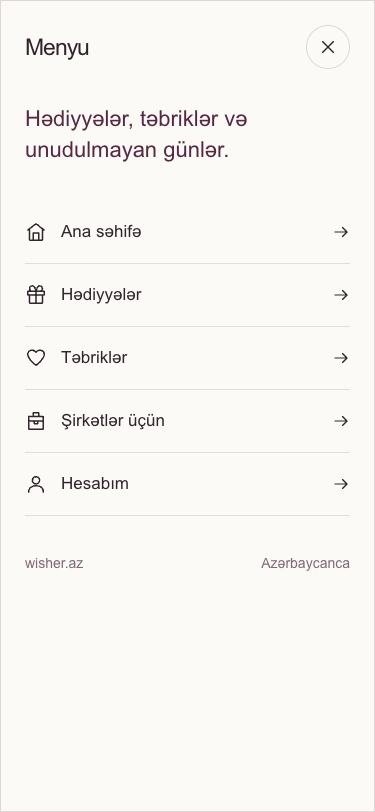 Menyu
Hədiyyələr, təbriklər və
unudulmayan günlər.
Ana səhifə
Hədiyyələr
Təbriklər
Şirkətlər üçün
Hesabım
wisher.az
Azərbaycanca